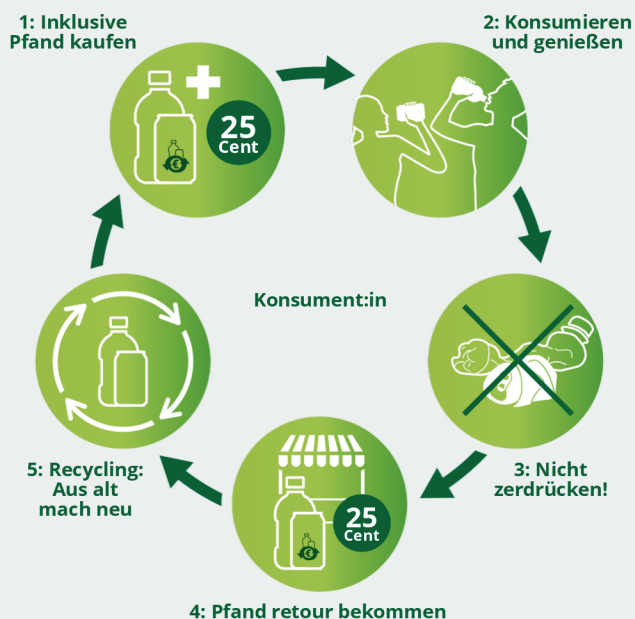 1: Inklusive
Pfand kaufen
25
Cent
2: Konsumieren
und genießen
Konsument:in
3: Nicht
zerdrücken!
25
Cent
4: Pfand retour bekommen
5: Recycling:
Aus alt
mach neu